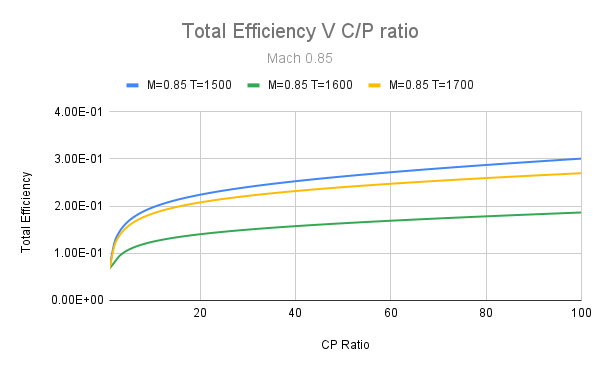 Total Efficiency V C/P ratio
Mach 0.85
M=0.85 T=1500 M=0.85 T=1600 M=0.85 T=1700
4.00E-01
3.00E-01
2.00E-01
1.00E-01
0.00E+00
Total Efficiency
20 40 60 80 100
CP Ratio